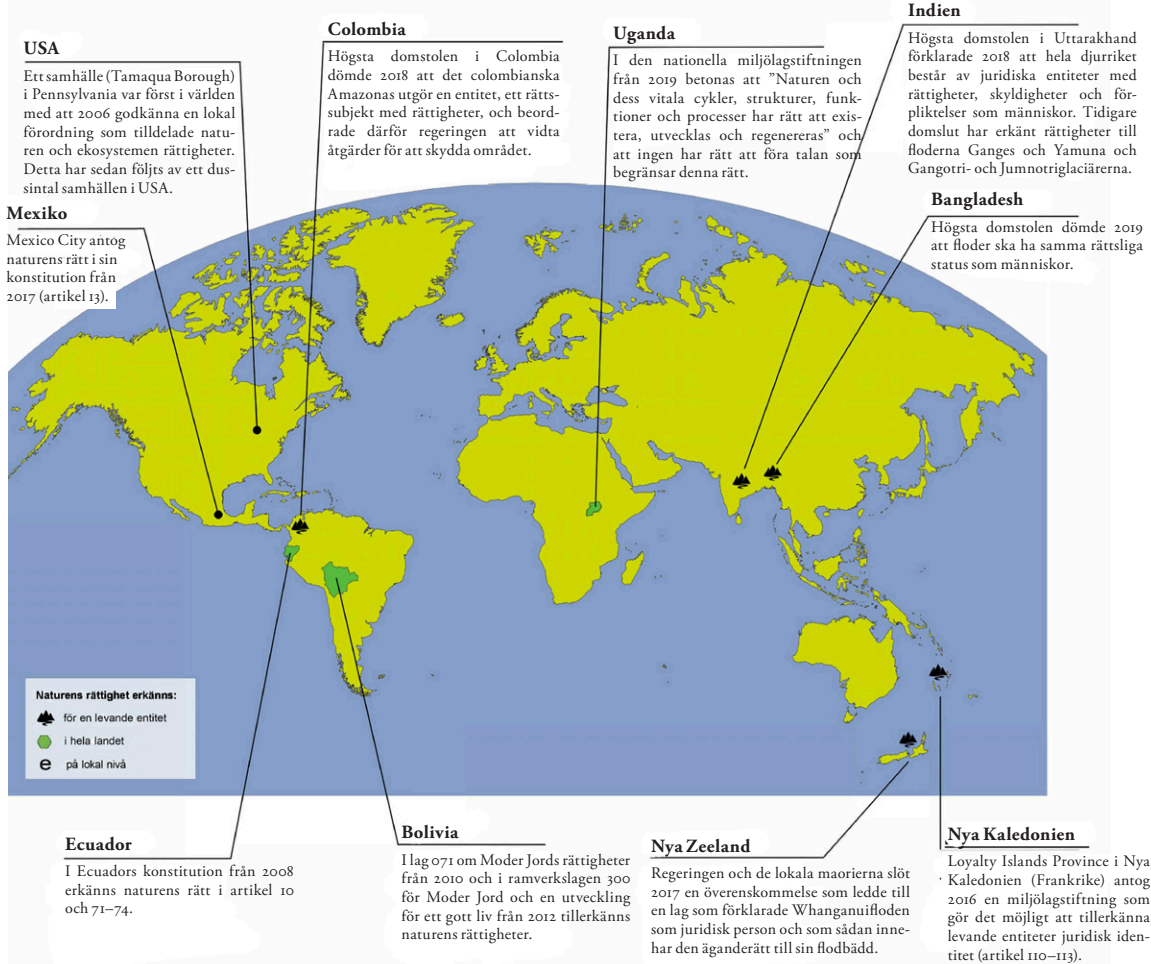 USA
Ett samhälle (Tamaqua Borough)
i Pennsylvania var först i världen
med att 2006 godkänna en lokal
förordning som tilldelade natu-
ren och ekosystemen rättigheter.
Detta har sedan följts av ett dus-
sintal samhällen i USA.
Colombia
Högsta domstolen i Colombia
dömde 2018 att det colombianska
Amazonas utgör en entitet, ett rätts-
subjekt med rättigheter, och beord-
rade därför regeringen att vidta
åtgärder för att skydda området.
Uganda
I den nationella miljölagstiftningen
från 2019 betonas att ”Naturen och
dess vitala cykler, strukturer, funk-
tioner och processer har rätt att exis-
tera, utvecklas och regenereras” och
att ingen har rätt att föra talan som
begränsar denna rätt.
Indien
Högsta domstolen i Uttarakhand
förklarade 2018 att hela djurriket
består av juridiska entiteter med
rättigheter, skyldigheter och för-
pliktelser som människor. Tidigare
domslut har erkänt rättigheter till
floderna Ganges och Yamuna och
Gangotri- och Jumnotriglaciärerna.
Mexiko
Mexico City antog
naturens rätt i sin
konstitution från
2017 (artikel 13).
Bangladesh
Högsta domstolen dömde 2019
att floder ska ha samma rättsliga
status som människor.
Naturens rättighet erkänns:
för en levande entitet
i hela landet
e på lokal nivå
Ecuador
I Ecuadors konstitution från 2008
erkänns naturens rätt i artikel 10
och 71–74.
Bolivia
I lag 071 om Moder Jords rättigheter
från 2010 och i ramverkslagen 300
för Moder Jord och en utveckling
för ett gott liv från 2012 tillerkänns
naturens rättigheter.
Nya Zeeland
Regeringen och de lokala maorierna slöt
2017 en överenskommelse som ledde till
en lag som förklarade Whanganuifloden
som juridisk person och som sådan inne-
har den äganderätt till sin flodbädd.
Nya Kaledonien
Loyalty Islands Province i Nya
Kaledonien (Frankrike) antog
2016 en miljölagstiftning som
gör det möjligt att tillerkänna
levande entiteter juridisk iden-
titet (artikel 110–113).